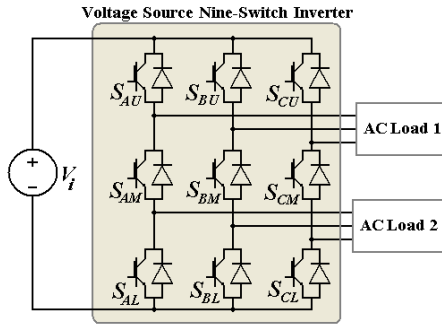 Voltage Source Nine-Switch Inverter
S_AU S_BU S_CU
AC Load 1
+
V_i
−
S_AM S_BM S_CM
AC Load 2
S_AL S_BL S_CL